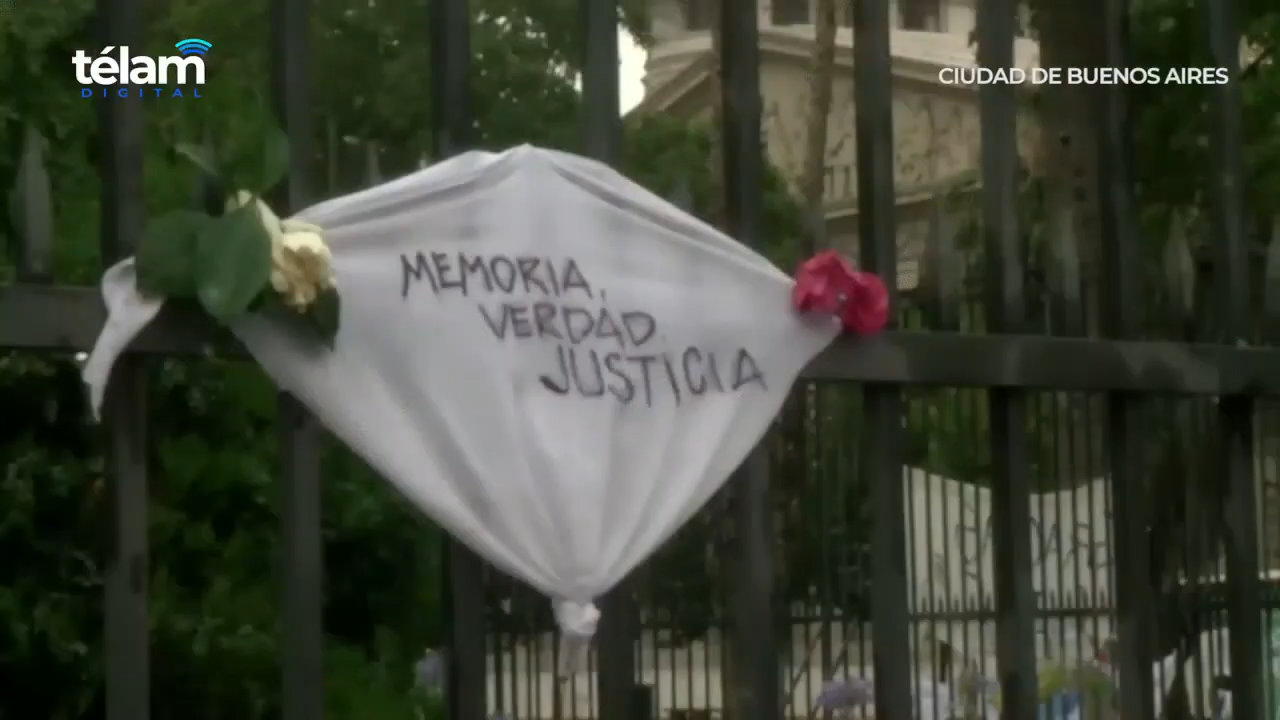 télam
DIGITAL
CIUDAD DE BUENOS AIRES
MEMORIA,
VERDAD
JUSTICIA